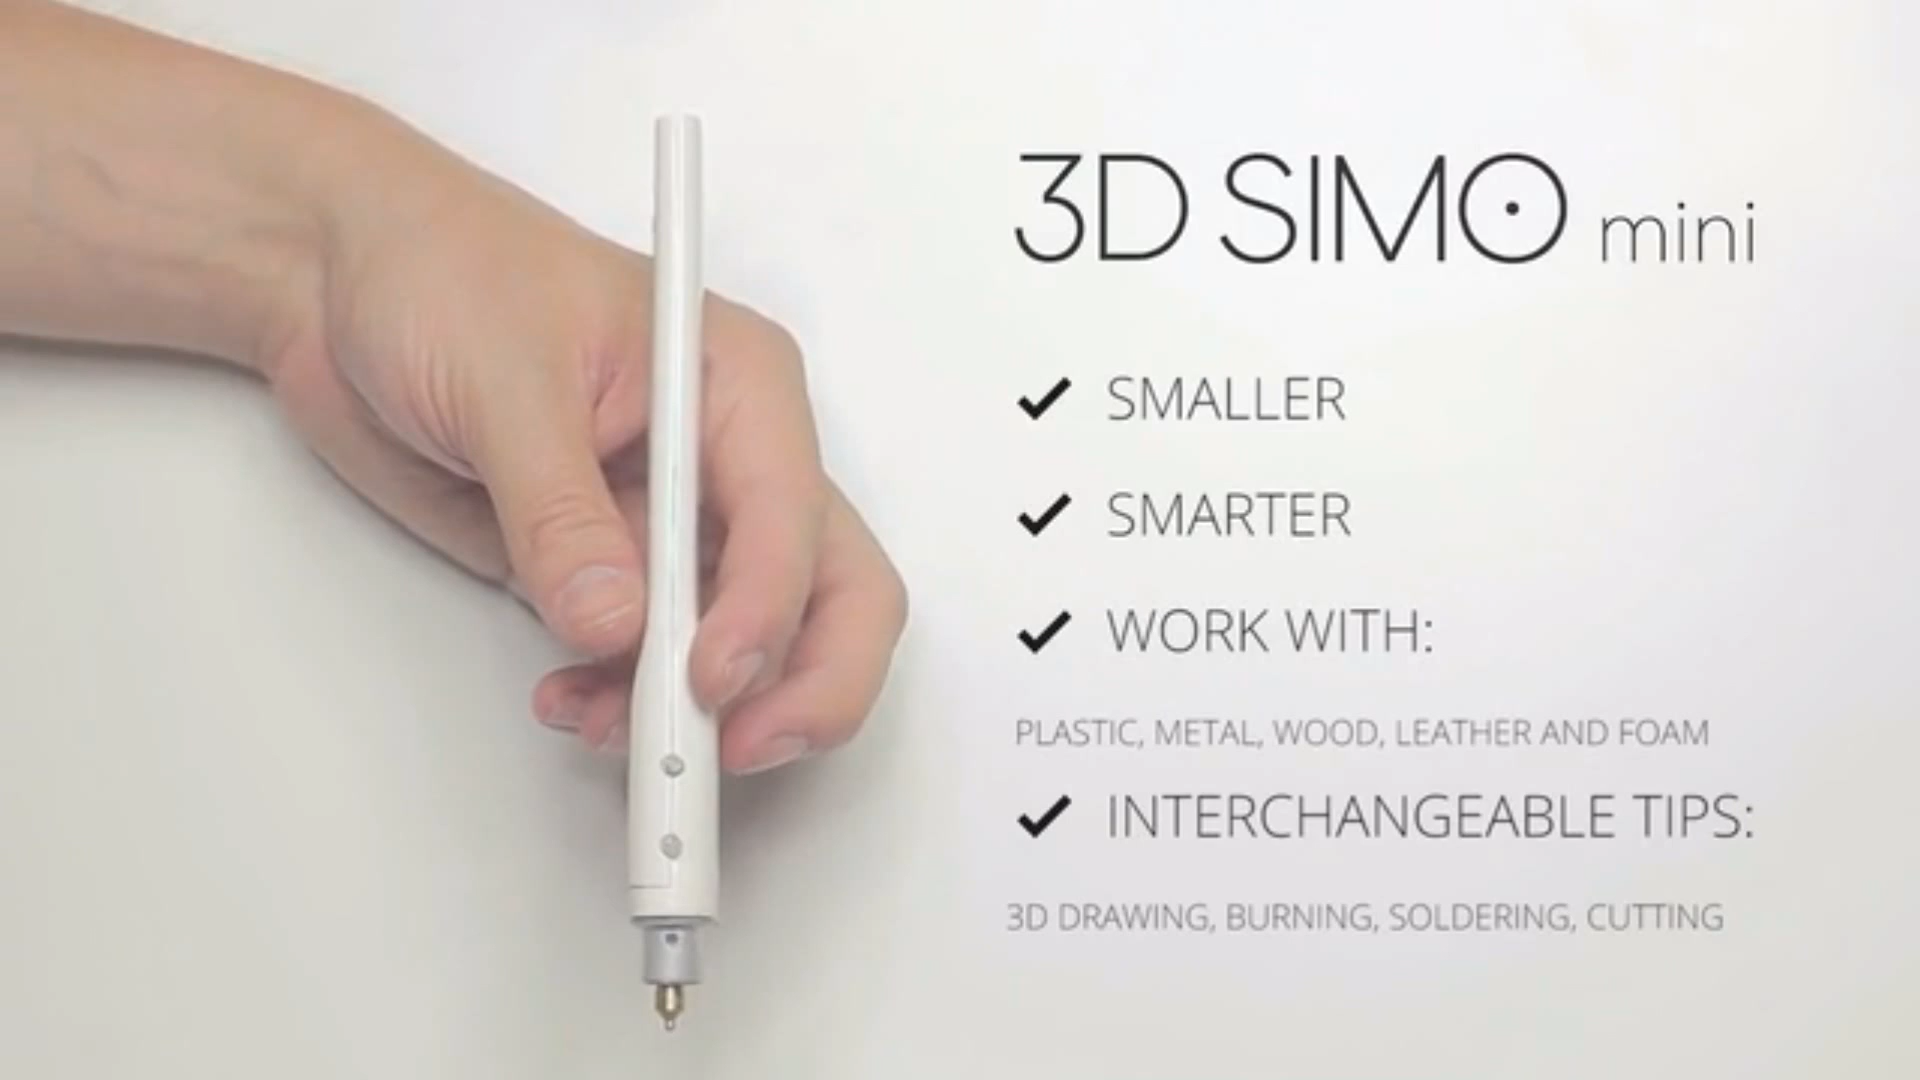 3D SIMO mini
SMALLER
SMARTER
WORK WITH:
PLASTIC, METAL, WOOD, LEATHER AND FOAM
INTERCHANGEABLE TIPS:
3D DRAWING, BURNING, SOLDERING, CUTTING